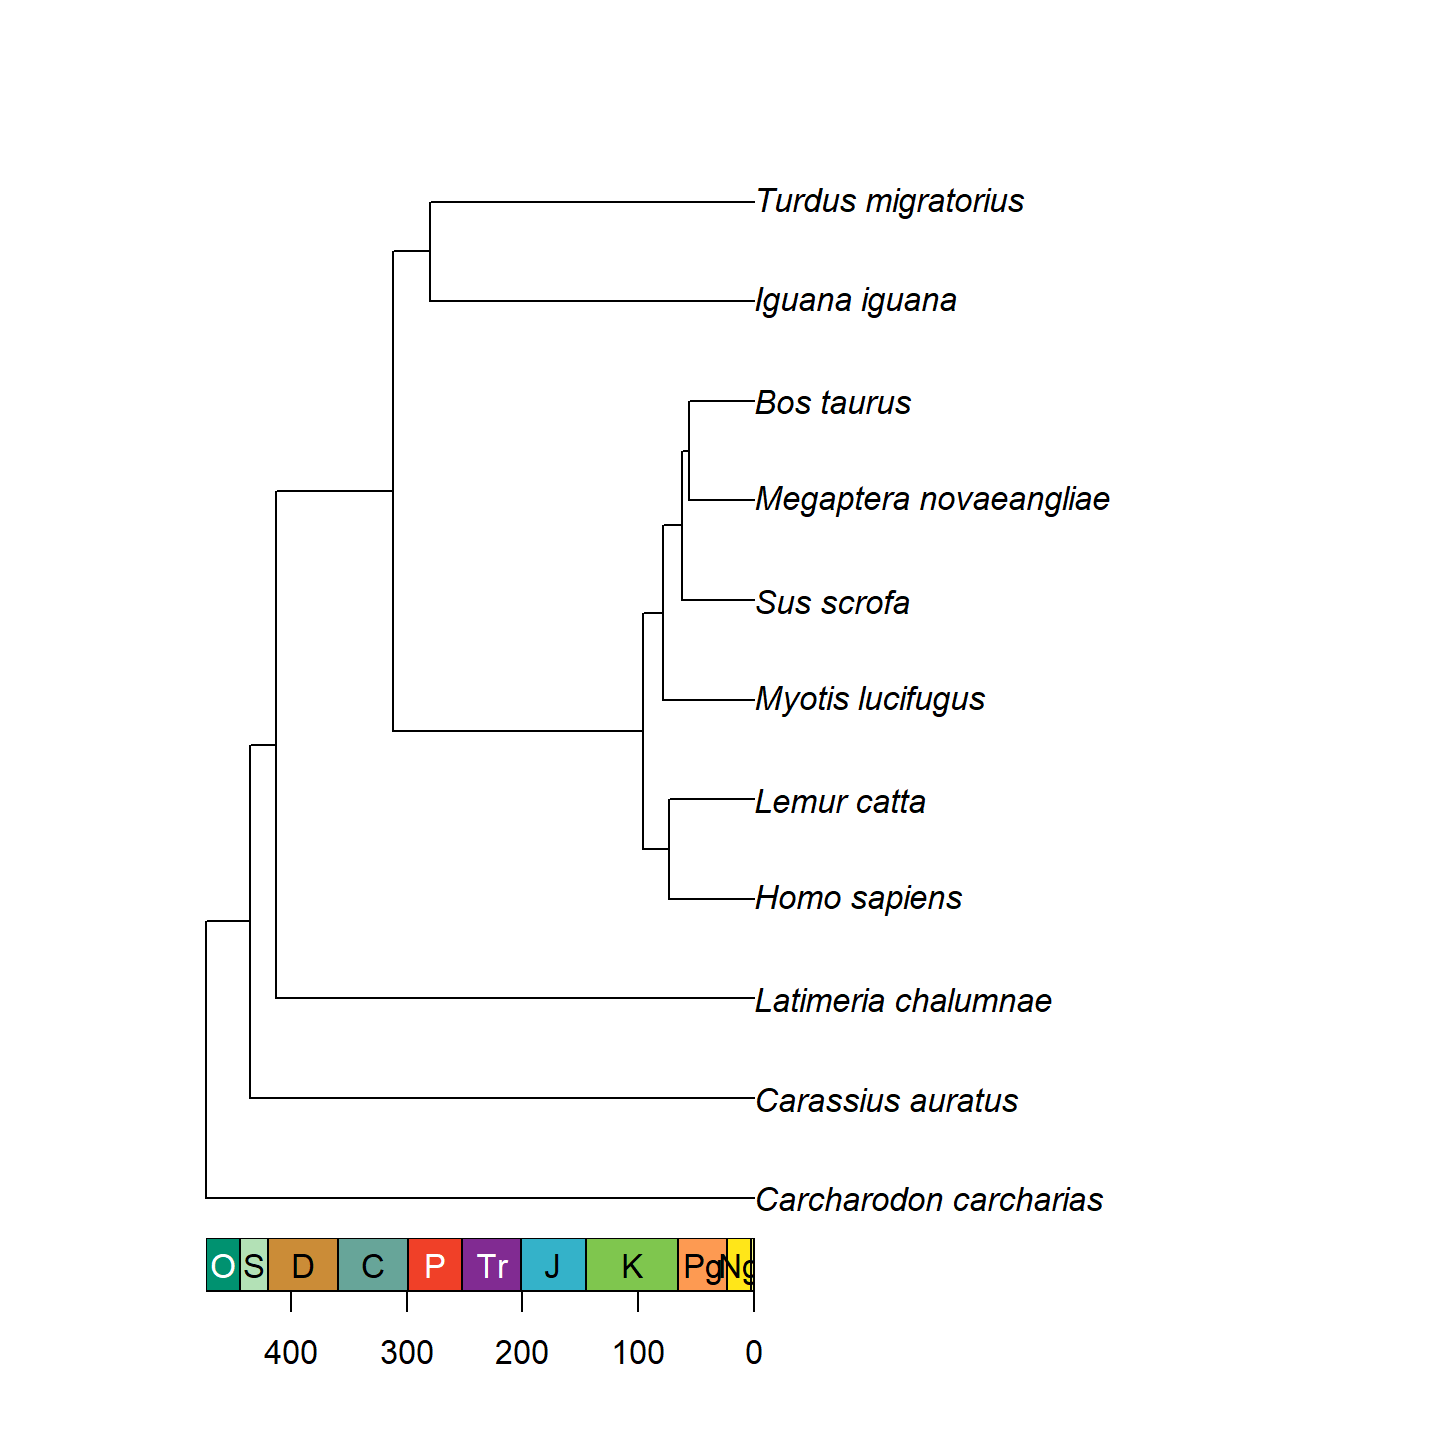 Turdus migratorius
Iguana iguana
Bos taurus
Megaptera novaeangliae
Sus scrofa
Myotis lucifugus
Lemur catta
Homo sapiens
Latimeria chalumnae
Carassius auratus
Carcharodon carcharias
O S D C P Tr J K Pg Ng
400 300 200 100 0